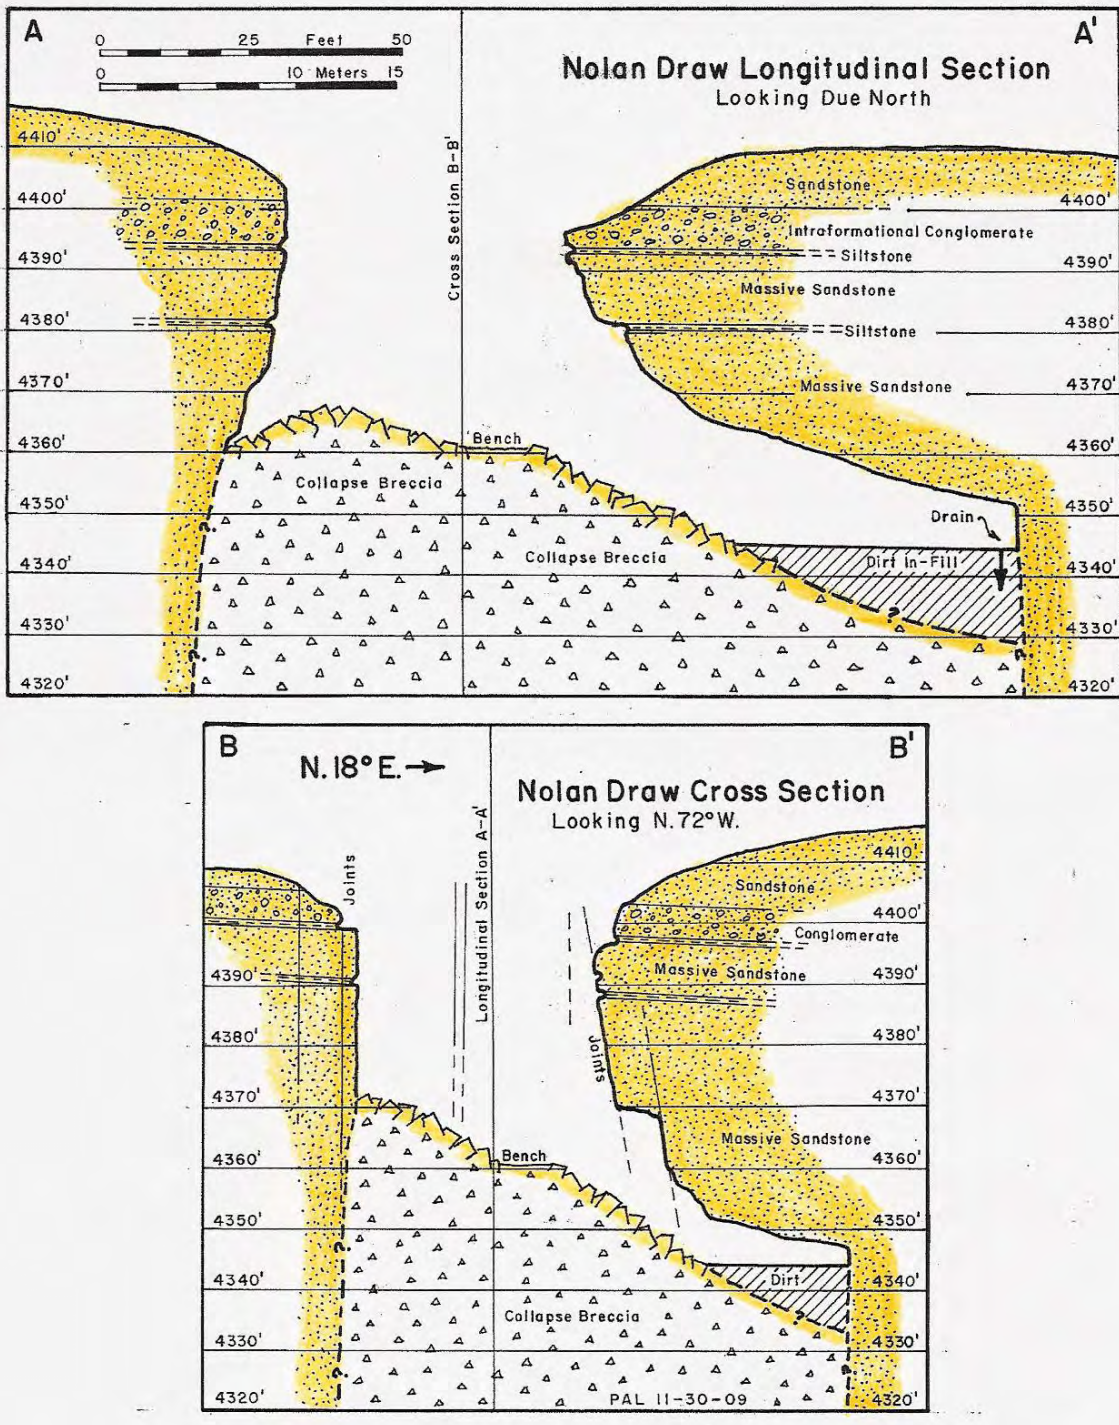 A
A'
0 25 Feet 50
0 10 Meters 15
Nolan Draw Longitudinal Section
Looking Due North
Cross Section B-B'
4410'
4400'
4390'
4380'
4370'
4360'
4350'
4340'
4330'
4320'
Sandstone
4400'
Intraformational Conglomerate
Siltstone
4390'
Massive Sandstone
4380'
Siltstone
4370'
Massive Sandstone
4360'
Bench
Collapse Breccia
4350'
Drain
?
Collapse Breccia
Dirt In-Fill
4340'
?
4330'
?
?
4320'
B
B'
N. 18° E.
Nolan Draw Cross Section
Looking N. 72° W.
Joints
Longitudinal Section A-A'
4410'
Sandstone
4400'
Conglomerate
4390'
Massive Sandstone
4390'
4380'
Joints
4380'
4370'
4370'
Massive Sandstone
4360'
Bench
4360'
4350'
4350'
?
4340'
Dirt
4340'
Collapse Breccia
?
4330'
4330'
?
?
4320'
PAL 11-30-09
4320'